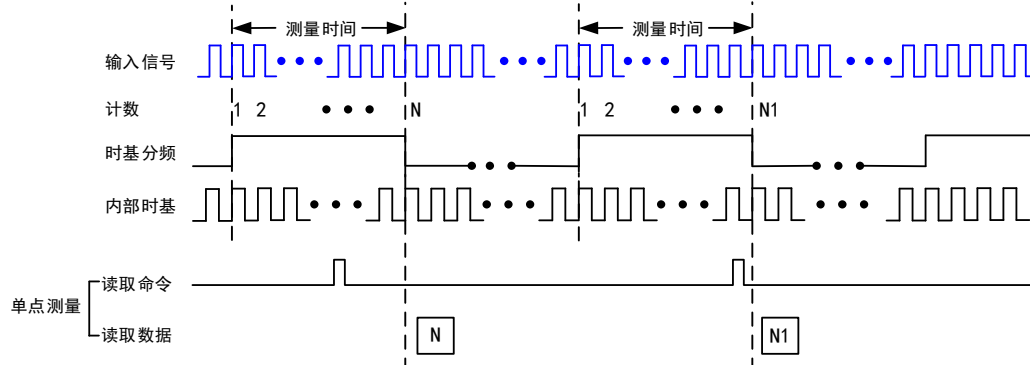 测量时间 测量时间
输入信号
计数 1 2 N 1 2 N1
时基分频
内部时基
读取命令
单点测量
读取数据 N N1